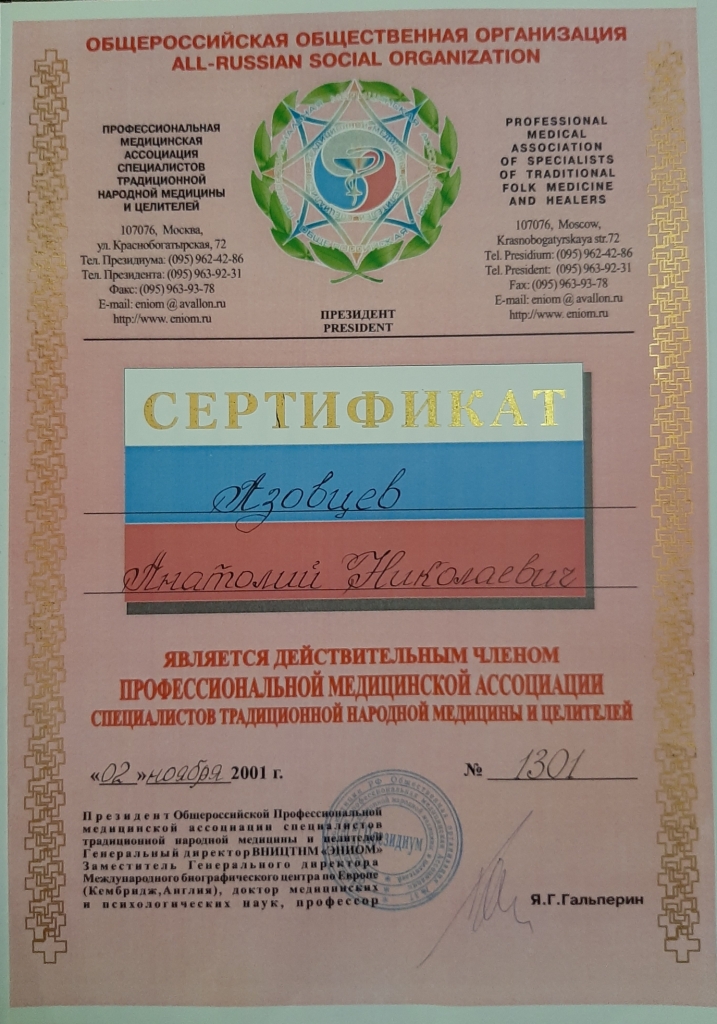 ОБЩЕРОССИЙСКАЯ ОБЩЕСТВЕННАЯ ОРГАНИЗАЦИЯ
ALL-RUSSIAN SOCIAL ORGANIZATION
ПРОФЕССИОНАЛЬНАЯ
МЕДИЦИНСКАЯ
АССОЦИАЦИЯ
СПЕЦИАЛИСТОВ
ТРАДИЦИОННОЙ
НАРОДНОЙ МЕДИЦИНЫ
И ЦЕЛИТЕЛЕЙ
107076, Москва,
ул. Краснобогатырская, 72
Тел. Президиума: (095) 962-42-86
Тел. Президента: (095) 963-92-31
Факс: (095) 963-93-78
E-mail: eniom @ avallon.ru
http://www. eniom.ru
PROFESSIONAL
MEDICAL
ASSOCIATION
OF SPECIALISTS
OF TRADITIONAL
FOLK MEDICINE
AND HEALERS
107076, Moscow,
Krasnobogatyrskaya str.72
Tel. Presidium: (095) 962-42-86
Tel. President: (095) 963-92-31
Fax: (095) 963-93-78
E-mail: eniom @ avallon.ru
http://www. eniom.ru
ПРЕЗИДЕНТ
PRESIDENT
СЕРТИФИКАТ
Азовцев
Анатолий Николаевич
ЯВЛЯЕТСЯ ДЕЙСТВИТЕЛЬНЫМ ЧЛЕНОМ
ПРОФЕССИОНАЛЬНОЙ МЕДИЦИНСКОЙ АССОЦИАЦИИ
СПЕЦИАЛИСТОВ ТРАДИЦИОННОЙ НАРОДНОЙ МЕДИЦИНЫ И ЦЕЛИТЕЛЕЙ
«02» ноября 2001 г.
№ 1301
Президент Общероссийской Профессиональной
медицинской ассоциации специалистов
традиционной народной медицины и целителей
Генеральный директор ВНИЦТНМ «ЭНИОМ»
Заместитель Генерального директора
Международного биографического центра по Европе
(Кембридж,Англия), доктор медицинских
и психологических наук, профессор
Президиум
Я.Г.Гальперин